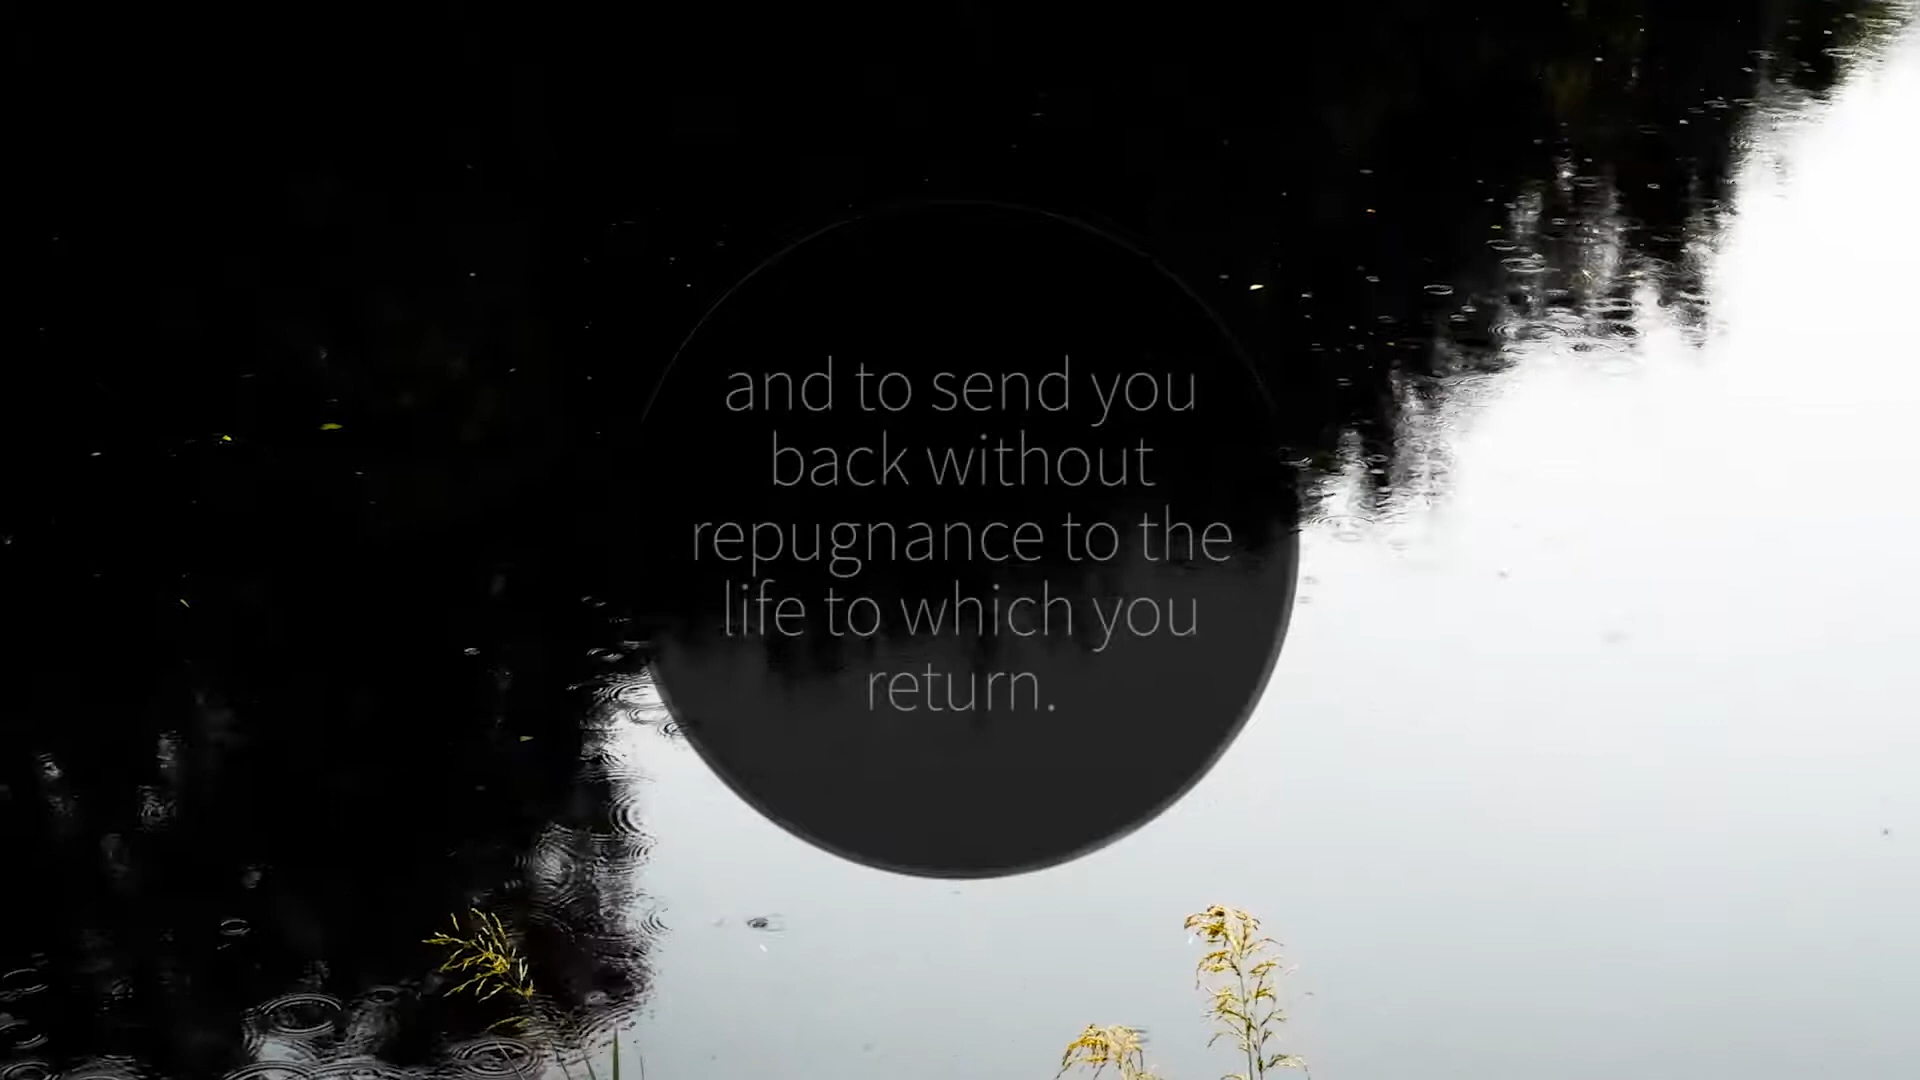 and to send you
back without
repugnance to the
life to which you
return.